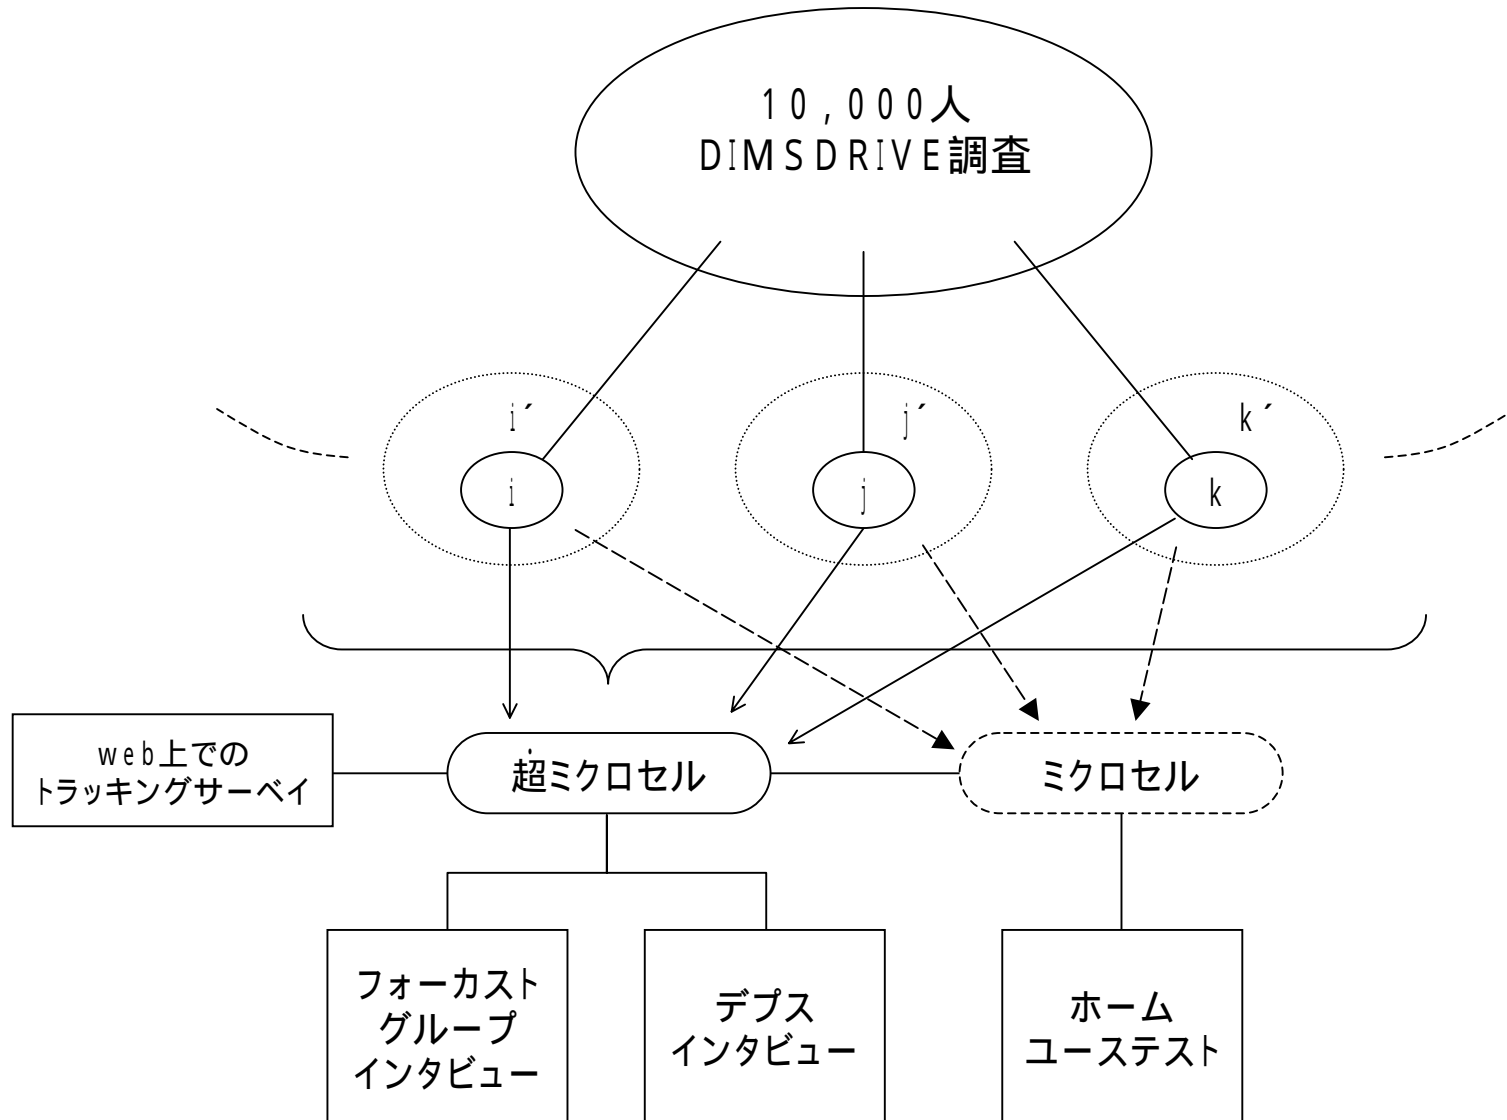 10,000人
DIMSDRIVE調査
i´
j´
k´
i
j
k
web上での
トラッキングサーベイ
超ミクロセル
ミクロセル
フォーカスト
グループ
インタビュー
デプス
インタビュー
ホーム
ユーステスト